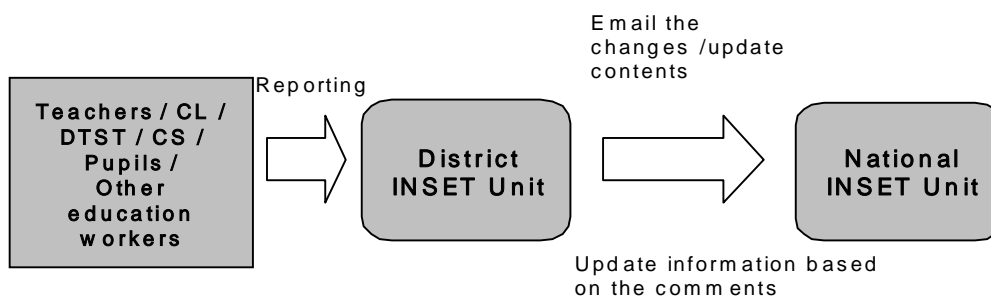 Email the
changes /update
contents
Reporting
Teachers / CL /
DTST / CS /
Pupils /
Other
education
workers
District
INSET Unit
National
INSET Unit
Update information based
on the comments